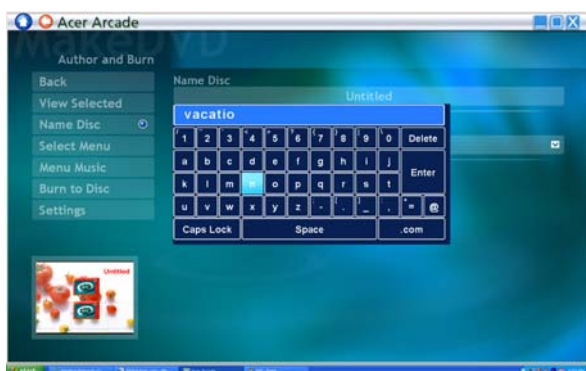 Acer Arcade
MakeDVD
Author and Burn
Back
View Selected
Name Disc
Select Menu
Menu Music
Burn to Disc
Settings
Name Disc
Untitled
vacatio
1 2 3 4 5 6 7 8 9 0 Delete
a b c d e f g h i j
Enter
k l m n o p q r s t
u v w x y z - . _ , = @
Caps Lock Space .com
Untitled
start